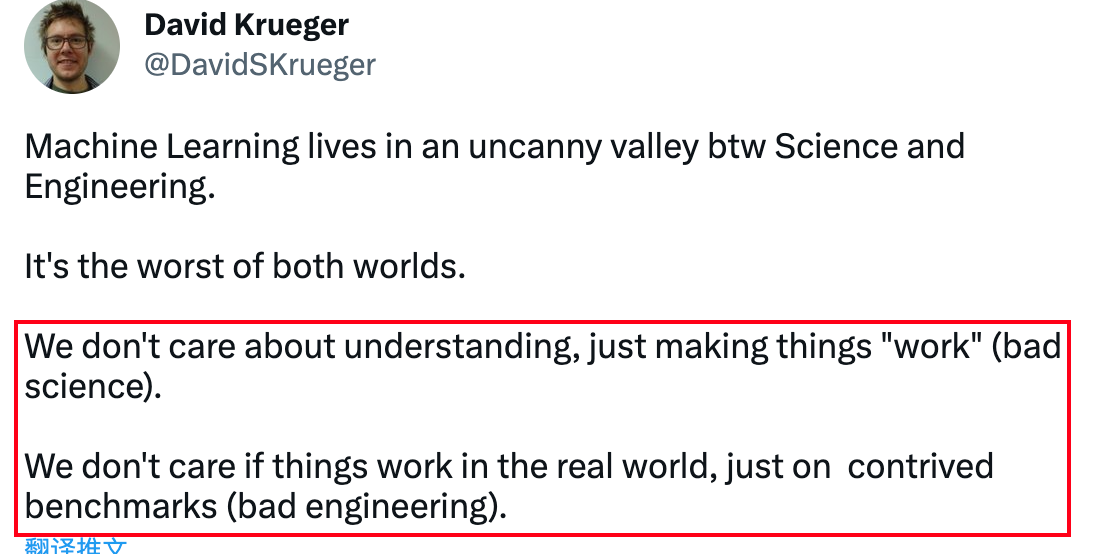 David Krueger
@DavidSKrueger
Machine Learning lives in an uncanny valley btw Science and
Engineering.
It's the worst of both worlds.
We don't care about understanding, just making things "work" (bad
science).
We don't care if things work in the real world, just on  contrived
benchmarks (bad engineering).
翻译推文